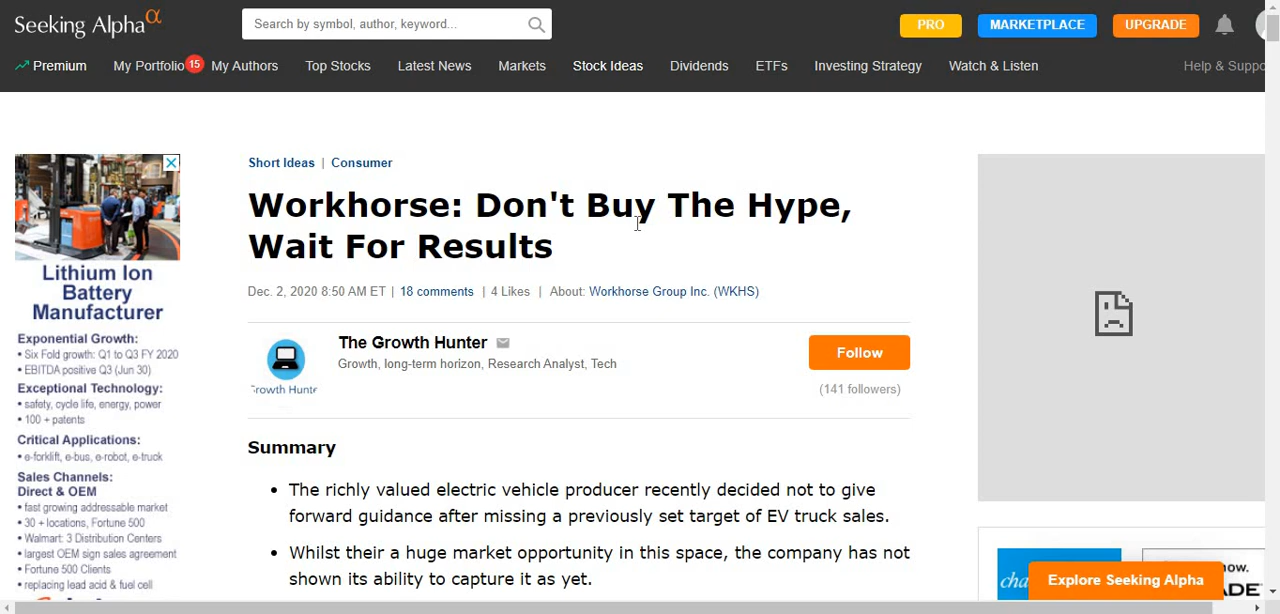 Seeking Alpha α
Search by symbol, author, keyword...
PRO
MARKETPLACE
UPGRADE
Premium
My Portfolio 15
My Authors
Top Stocks
Latest News
Markets
Stock Ideas
Dividends
ETFs
Investing Strategy
Watch & Listen
Help & Suppo
Lithium Ion
Battery
Manufacturer
Exponential Growth:
• Six Fold growth: Q1 to Q3 FY 2020
• EBITDA positive Q3 (Jun 30)
Exceptional Technology:
• safety, cycle life, energy, power
• 100 + patents
Critical Applications:
• e-forklift, e-bus, e-robot, e-truck
Sales Channels:
Direct & OEM
• fast growing addressable market
• 30 + locations, Fortune 500
• Walmart: 3 Distribution Centers
• largest OEM sign sales agreement
• Fortune 500 Clients
• replacing lead acid & fuel cell
Short Ideas | Consumer
Workhorse: Don't Buy The Hype,
Wait For Results
Dec. 2, 2020 8:50 AM ET | 18 comments | 4 Likes | About: Workhorse Group Inc. (WKHS)
Growth Hunte
The Growth Hunter
Growth, long-term horizon, Research Analyst, Tech
Follow
(141 followers)
Summary
• The richly valued electric vehicle producer recently decided not to give
forward guidance after missing a previously set target of EV truck sales.
• Whilst their a huge market opportunity in this space, the company has not
shown its ability to capture it as yet.
cha
now.
ADE
Explore Seeking Alpha